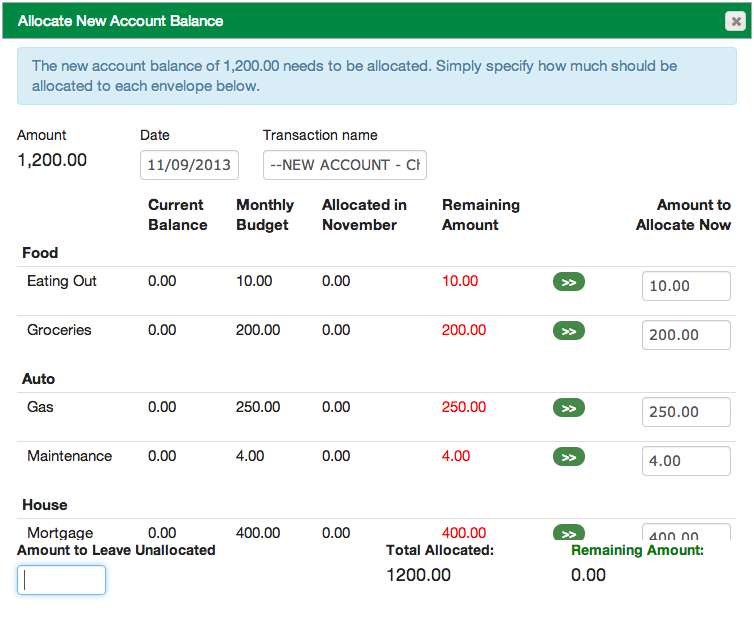 Allocate New Account Balance
The new account balance of 1,200.00 needs to be allocated. Simply specify how much should be
allocated to each envelope below.
Amount Date Transaction name
1,200.00 11/09/2013 --NEW ACCOUNT - Ch
Current Monthly Allocated in Remaining Amount to
Balance Budget November Amount Allocate Now
Food
Eating Out 0.00 10.00 0.00 10.00 >> 10.00
Groceries 0.00 200.00 0.00 200.00 >> 200.00
Auto
Gas 0.00 250.00 0.00 250.00 >> 250.00
Maintenance 0.00 4.00 0.00 4.00 >> 4.00
House
Mortgage 0.00 400.00 0.00 400.00 >> 400.00
Amount to Leave Unallocated Total Allocated: Remaining Amount:
1200.00 0.00